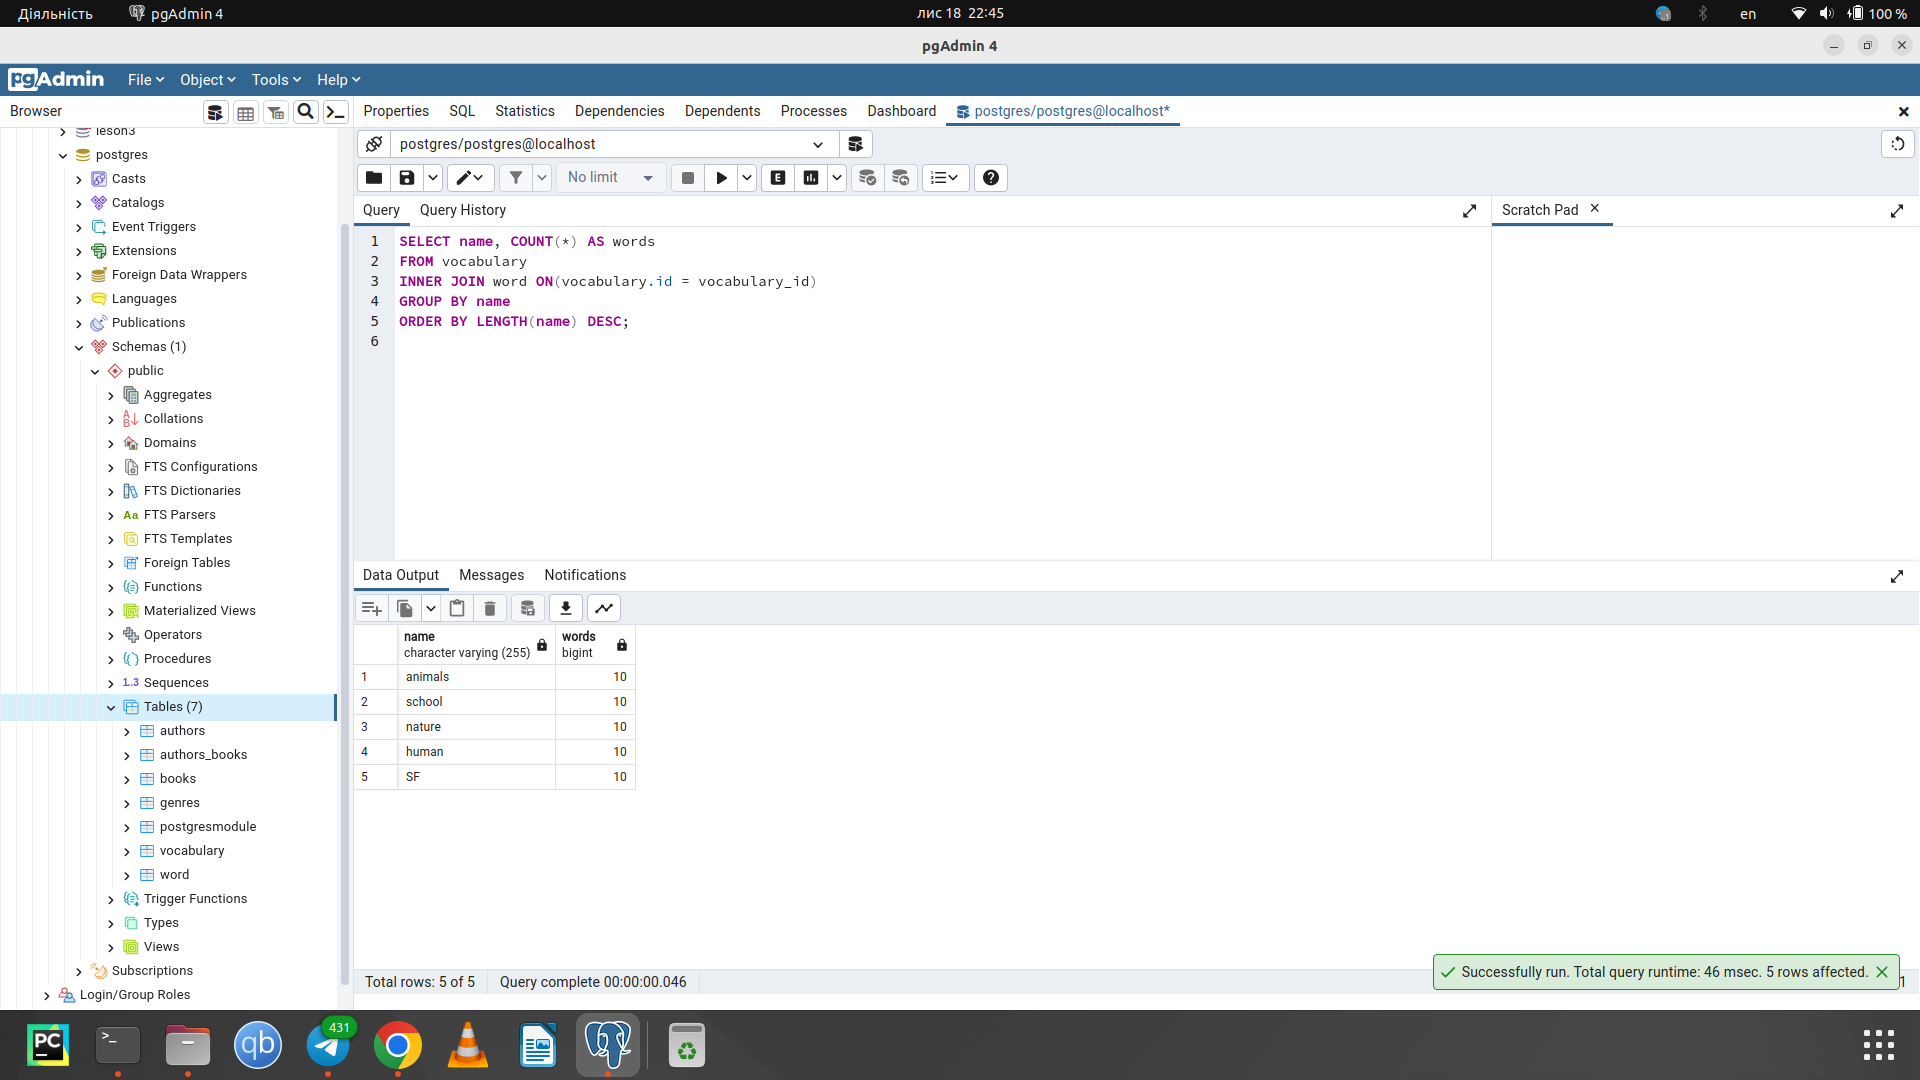 Діяльність
pgAdmin 4
лис 18 22:45
en
100 %
pgAdmin 4
pgAdmin
File
Object
Tools
Help
Browser
Properties
SQL
Statistics
Dependencies
Dependents
Processes
Dashboard
postgres/postgres@localhost*
leson3
postgres
Casts
Catalogs
Event Triggers
Extensions
Foreign Data Wrappers
Languages
Publications
Schemas (1)
public
Aggregates
Collations
Domains
FTS Configurations
FTS Dictionaries
Aa FTS Parsers
FTS Templates
Foreign Tables
Functions
Materialized Views
Operators
Procedures
1..3 Sequences
Tables (7)
authors
authors_books
books
genres
postgresmodule
vocabulary
word
Trigger Functions
Types
Views
Subscriptions
Login/Group Roles
postgres/postgres@localhost
No limit
E
Query
Query History
Scratch Pad
1 SELECT name, COUNT(*) AS words
2 FROM vocabulary
3 INNER JOIN word ON(vocabulary.id = vocabulary_id)
4 GROUP BY name
5 ORDER BY LENGTH(name) DESC;
6
Data Output
Messages
Notifications
name
character varying (255)
words
bigint
1 animals 10
2 school 10
3 nature 10
4 human 10
5 SF 10
Total rows: 5 of 5
Query complete 00:00:00.046
Successfully run. Total query runtime: 46 msec. 5 rows affected.
1
PC
>_
qb
431